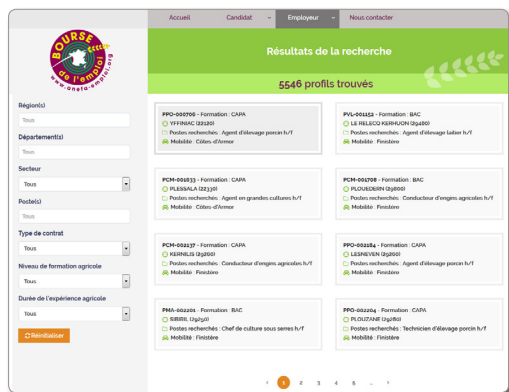 Accueil
Candidat
Employeur
Nous contacter
BOURSE
de l'emploi
www.aneta-emploi.org
Résultats de la recherche
5546 profils trouvés
Région(s)
Tous
Département(s)
Tous
Secteur
Tous
Poste(s)
Tous
Type de contrat
Tous
Niveau de formation agricole
Tous
Durée de l'expérience agricole
Tous
Réinitialiser
PPO-000706 - Formation : CAPA
YFFINIAC (22120)
Postes recherchés : Agent d'élevage porcin h/f
Mobilité : Côtes-d'Armor
PVL-001152 - Formation : BAC
LE RELECQ KERHUON (29480)
Postes recherchés : Agent d'élevage laitier h/f
Mobilité : Finistère
PCM-001633 - Formation : CAPA
PLESSALA (22330)
Postes recherchés : Agent en grandes cultures h/f
Mobilité : Côtes-d'Armor
PCM-001708 - Formation : BAC
PLOUEDERN (29800)
Postes recherchés : Conducteur d'engins agricoles h/f
Mobilité : Finistère
PCM-002137 - Formation : CAPA
KERNILIS (29260)
Postes recherchés : Conducteur d'engins agricoles h/f
Mobilité : Finistère
PPO-002184 - Formation : CAPA
LESNEVEN (29260)
Postes recherchés : Agent d'élevage porcin h/f
Mobilité : Finistère
PMA-002201 - Formation : BAC
SIBIRIL (29250)
Postes recherchés : Chef de culture sous serres h/f
Mobilité : Finistère
PPO-002204 - Formation : CAPA
PLOUZANE (29280)
Postes recherchés : Technicien d'élevage porcin h/f
Mobilité : Finistère
‹ 1 2 3 4 5 ... ›